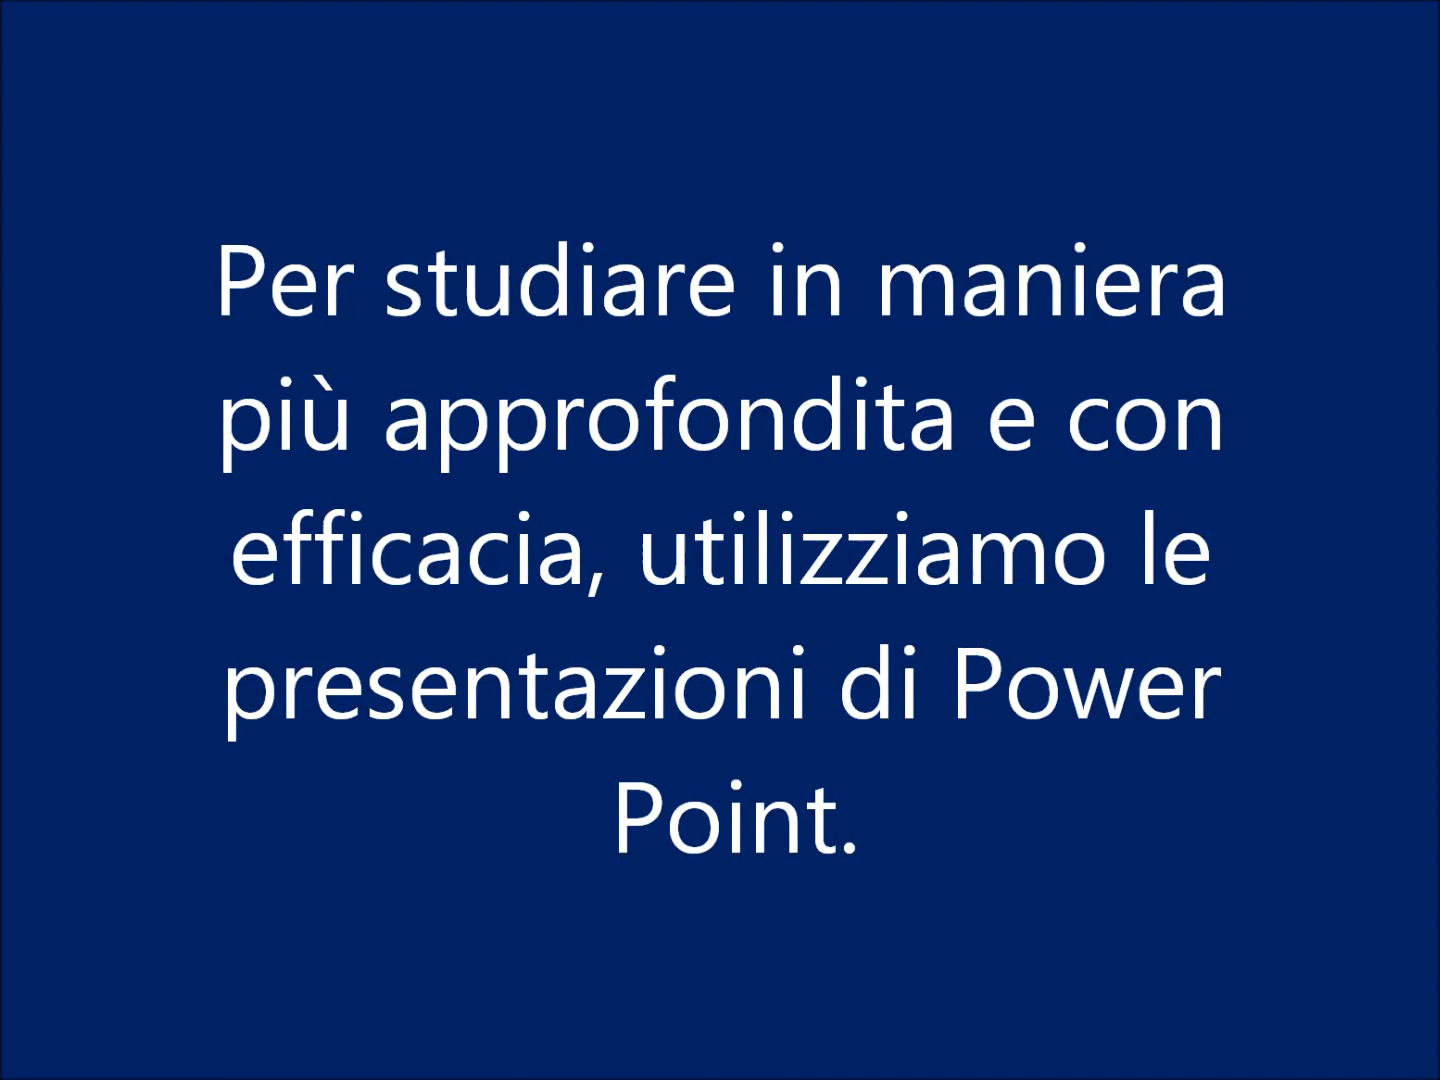 Per studiare in maniera
più approfondita e con
efficacia, utilizziamo le
presentazioni di Power
Point.